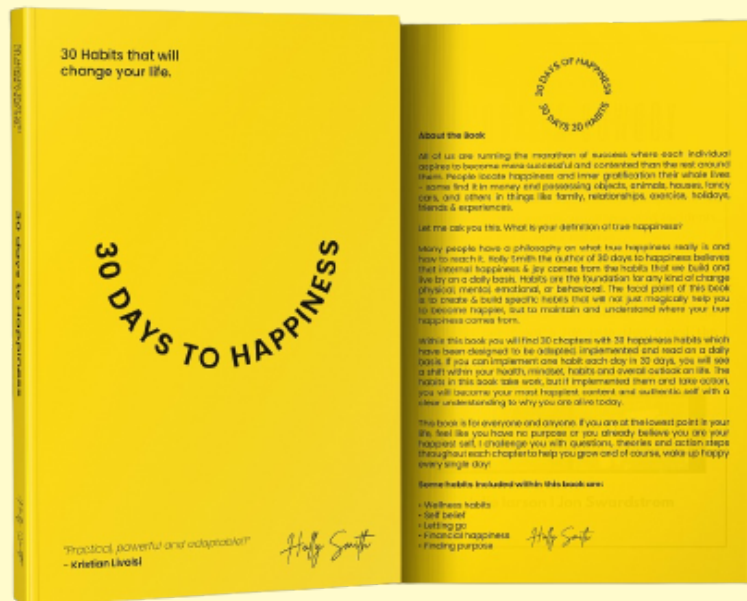 30 Habits that will
change your life.
30 DAYS TO HAPPINESS
"Practical, powerful and adaptable!!"
- Kristian Livolsi
Holly Smith
30 days to Happiness
30 DAYS OF HAPPINESS
30 DAYS 30 HABITS
About the Book
All of us are running the marathon of success where each individual
aspires to become more successful and contented than the rest around
them. People locate happiness and inner gratification their whole lives
- some find it in money and possessing objects, animals, houses, fancy
cars, and others in things like family, relationships, exercise, holidays,
friends & experiences.
Let me ask you this. What is your definition of true happiness?
Many people have a philosophy on what true happiness really is and
how to reach it. Holly Smith the author of 30 days to happiness believes
that internal happiness & joy comes from the habits that we build and
live by on a daily basis. Habits are the foundation for any kind of change
physical, mental, emotional, or behavioral. The focal point of this book
is to create & build specific habits that will not just magically help you
to become happier, but to maintain and understand where your true
happiness comes from.
Within this book you will find 30 chapters with 30 happiness habits which
have been designed to be adapted, implemented and read on a daily
basis. If you can implement one habit each day in 30 days, you will see
a shift within your health, mindset, habits and overall outlook on life. The
habits in this book take work, but if implemented them and take action,
you will become your most happiest content and authentic self with a
clear understanding to why you are alive today.
This book is for everyone and anyone. If you are at the lowest point in your
life, feel like you have no purpose or you already believe you are your
happiest self, I challenge you with questions, theories and action steps
throughout each chapter to help you grow and of course, wake up happy
every single day!
Some habits included within this book are:
• Wellness habits
• Self belief
• Letting go
• Financial happiness
• Finding purpose
Holly Smith